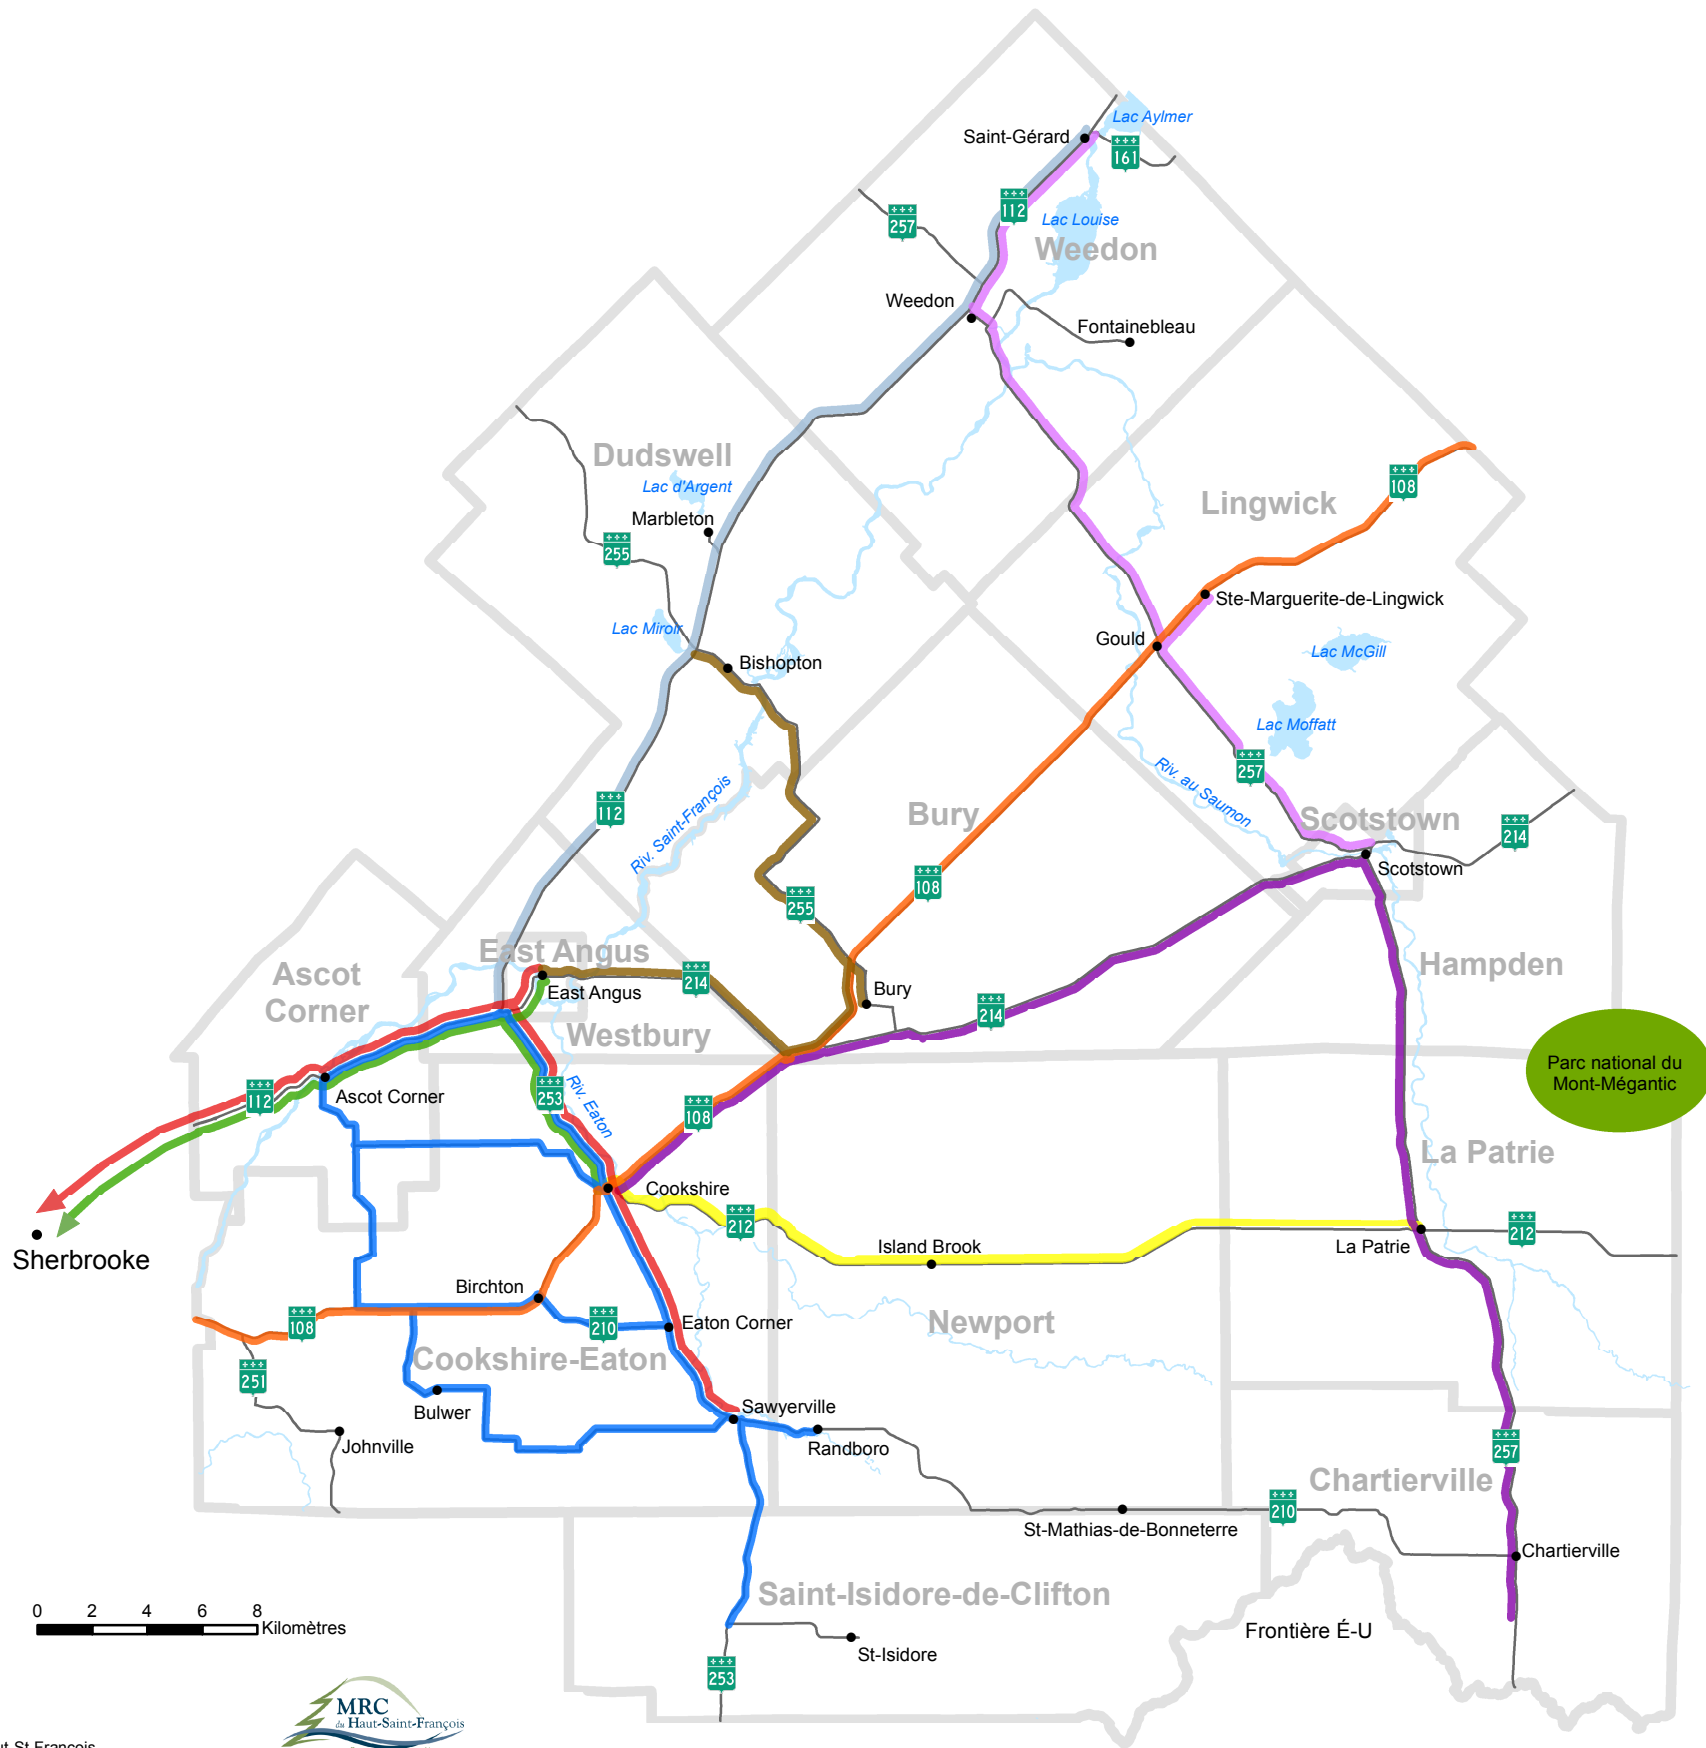 Lac Aylmer
Saint-Gérard
161
112
257
Lac Louise
Weedon
Weedon
Fontainebleau
Dudswell
Lac d'Argent
Marbleton
108
Lingwick
255
Ste-Marguerite-de-Lingwick
Lac Miroir
Gould
Lac McGill
Bishopton
Lac Moffatt
257
Riv. au Saumon
112
Riv. Saint-François
Bury
Scotstown
214
Scotstown
108
255
East Angus
Ascot
Corner
214
East Angus
Bury
Hampden
214
Westbury
Parc national du
Mont-Mégantic
112
Ascot Corner
253
Riv. Eaton
108
La Patrie
Cookshire
212
212
Sherbrooke
Island Brook
La Patrie
Birchton
108
210
Eaton Corner
Newport
Cookshire-Eaton
251
Bulwer
Sawyerville
Johnville
Randboro
257
Chartierville
210
St-Mathias-de-Bonneterre
Chartierville
Saint-Isidore-de-Clifton
0 2 4 6 8
Kilomètres
Frontière É-U
St-Isidore
253
MRC
du Haut-Saint-François
ut-St-François